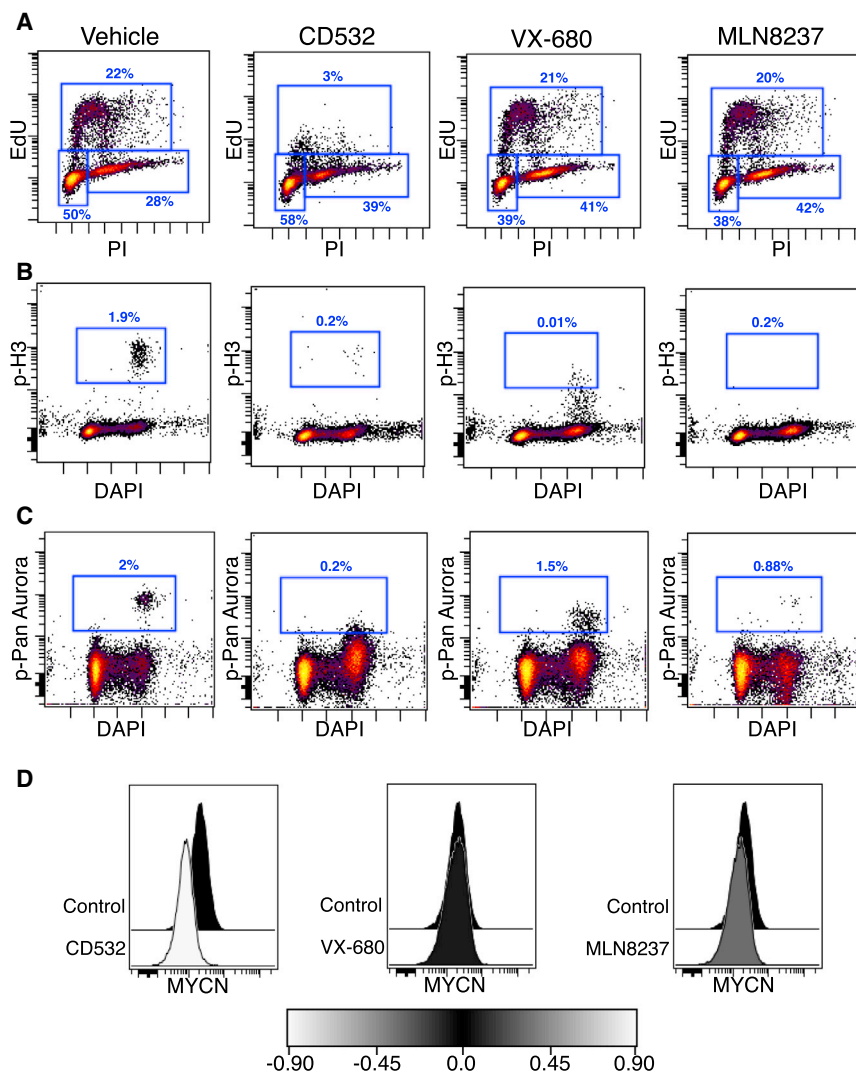 A
Vehicle
CD532
VX-680
MLN8237
EdU
22%
50%
28%
PI
EdU
3%
58%
39%
PI
EdU
21%
39%
41%
PI
EdU
20%
38%
42%
PI
B
p-H3
1.9%
DAPI
p-H3
0.2%
DAPI
p-H3
0.01%
DAPI
p-H3
0.2%
DAPI
C
p-Pan Aurora
2%
DAPI
p-Pan Aurora
0.2%
DAPI
p-Pan Aurora
1.5%
DAPI
p-Pan Aurora
0.88%
DAPI
D
Control
CD532
MYCN
Control
VX-680
MYCN
Control
MLN8237
MYCN
-0.90
-0.45
0.0
0.45
0.90